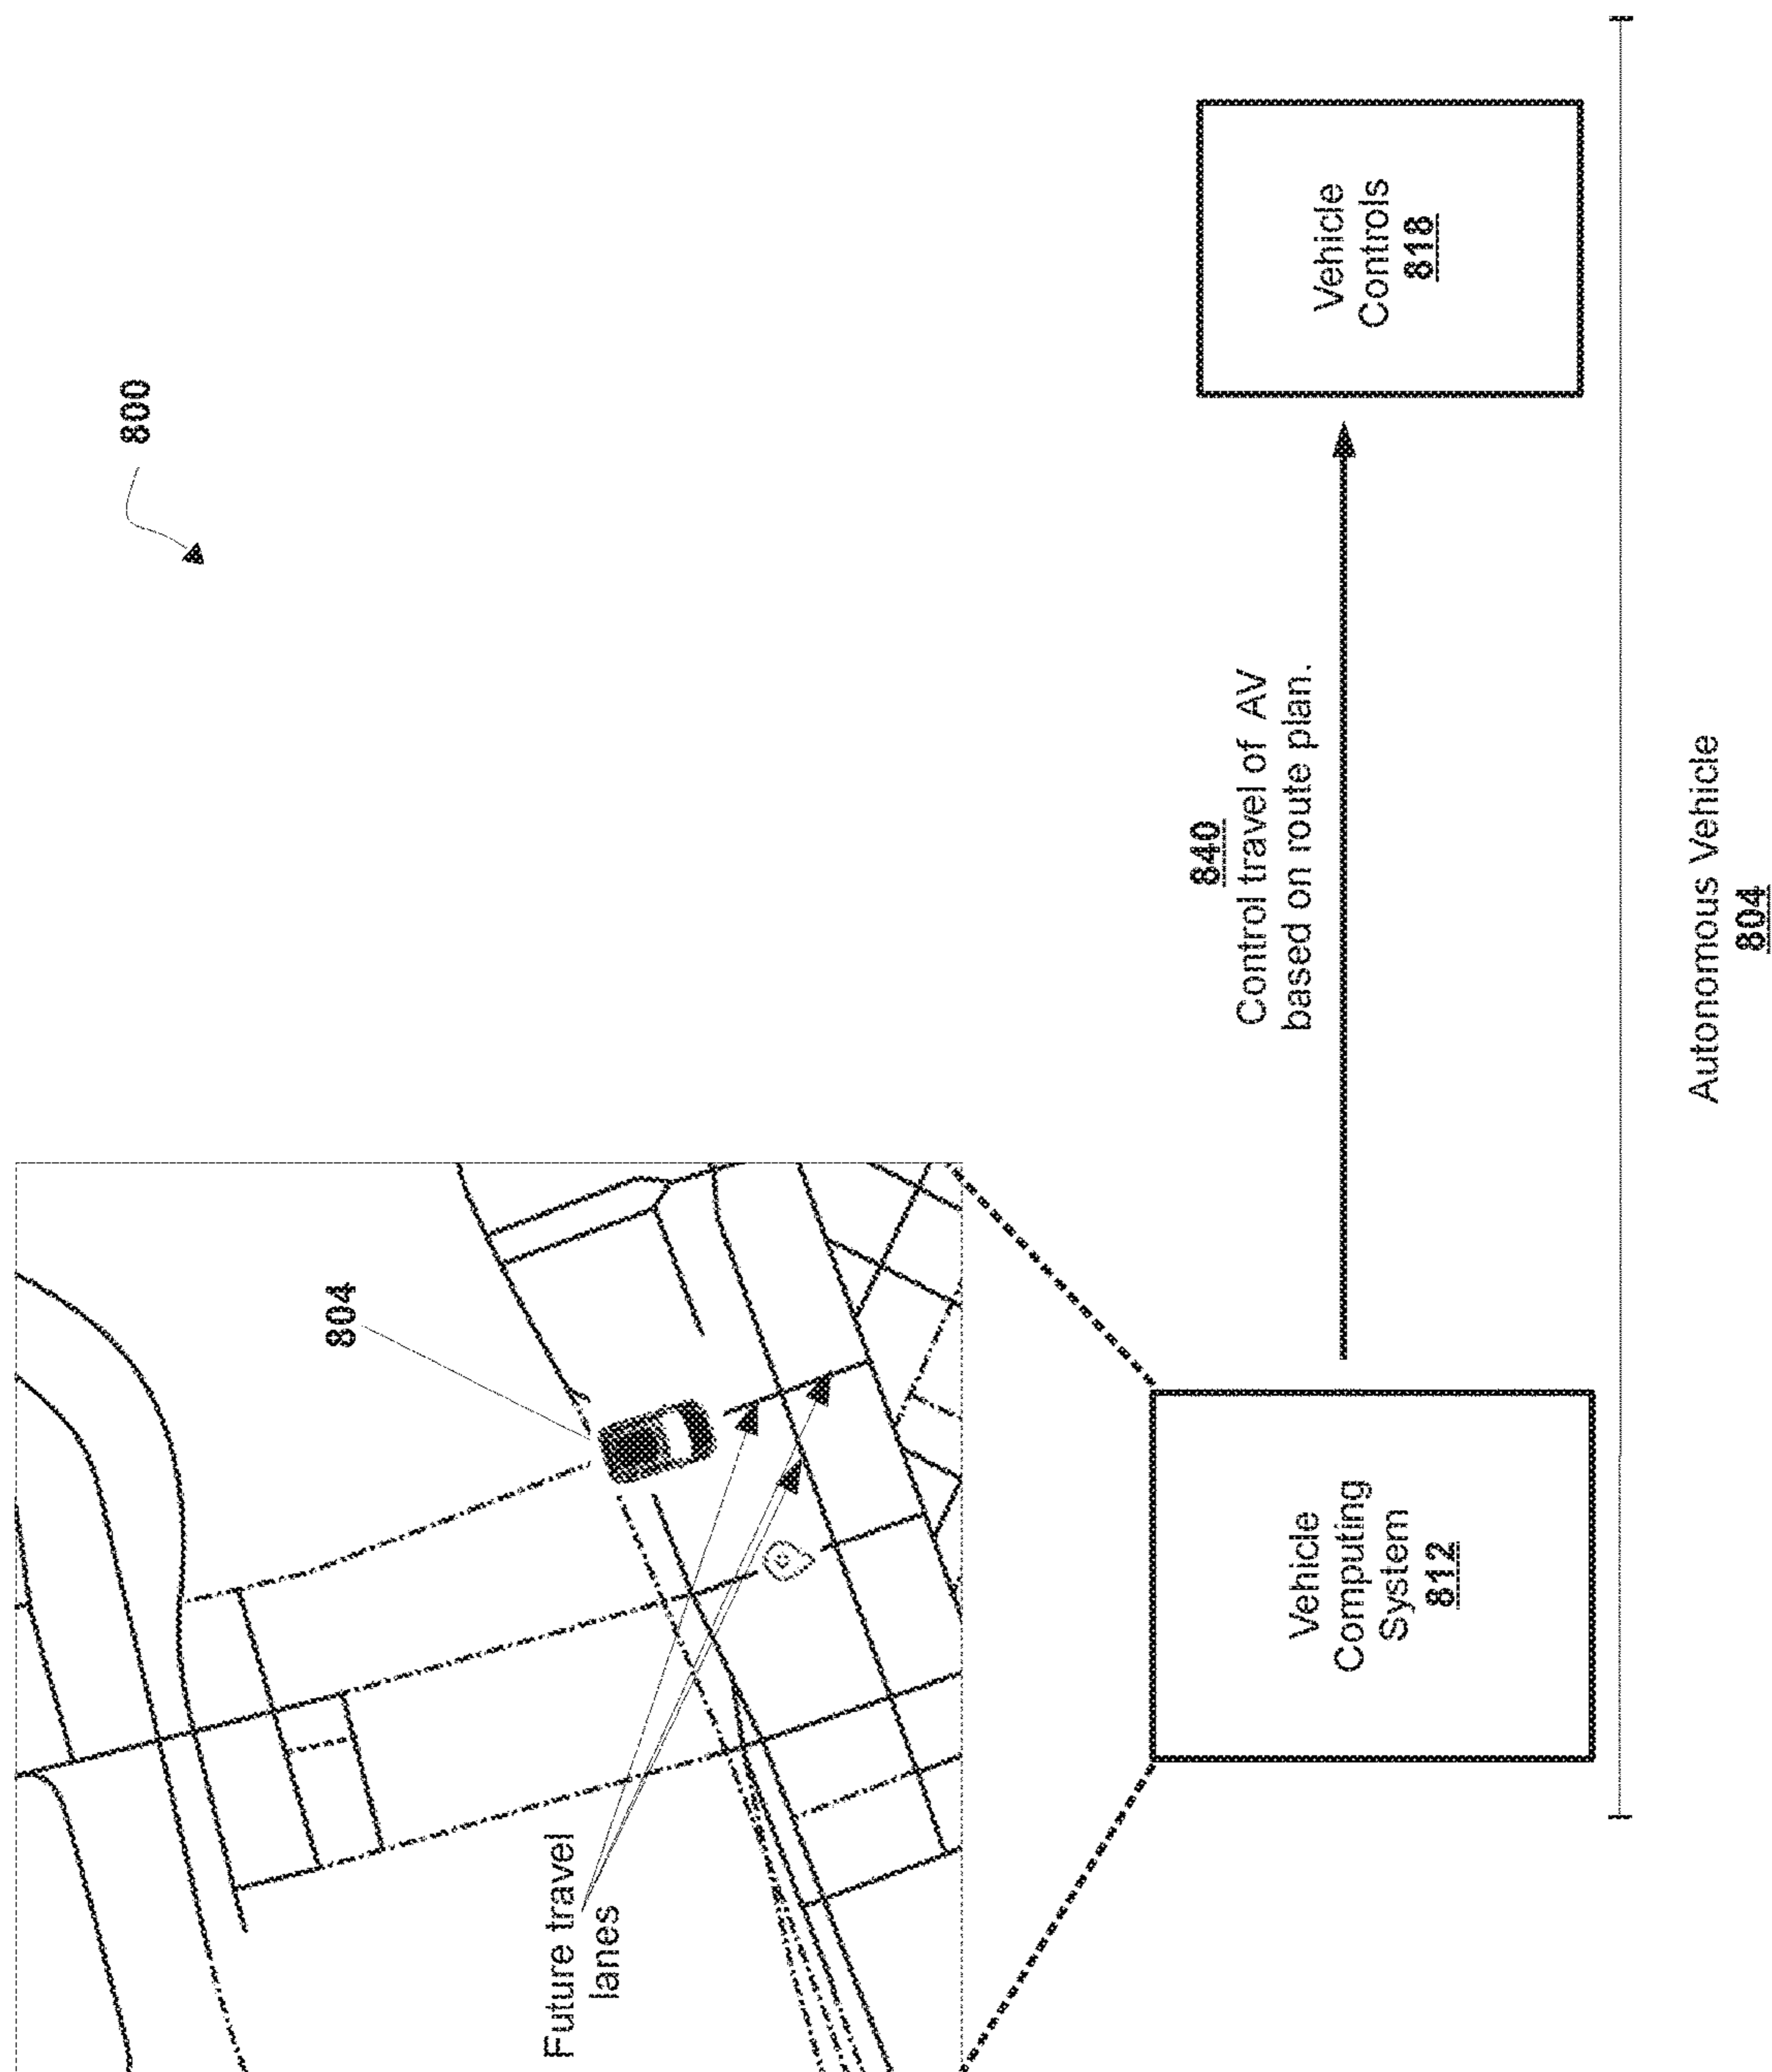 800
804
Future travel
lanes
840
Control travel of AV
based on route plan.
Vehicle
Computing
System
812
Vehicle
Controls
818
Autonomous Vehicle
804